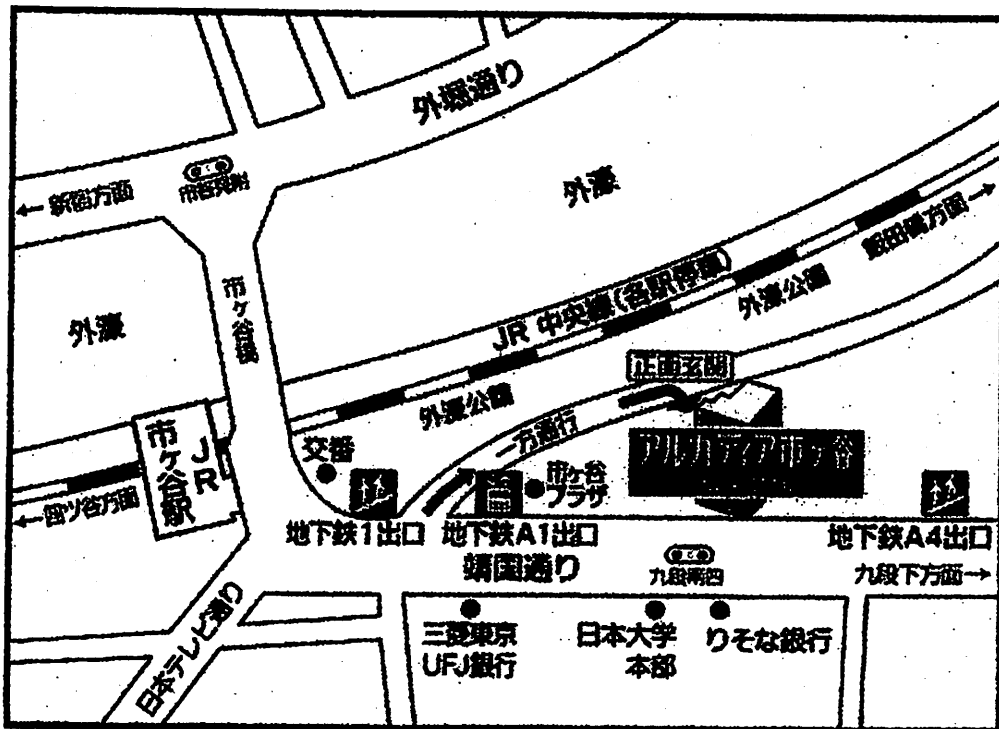 外堀通り
← 新宿方面
市谷見附
外濠
飯田橋方面 →
市ヶ谷橋
外濠
JR 中央線(各駅停車)
外濠公園
正面玄関
外濠公園
一方通行
アルカディア市ヶ谷
市ヶ谷駅
JR
交番
市ヶ谷
プラザ
← 四ツ谷方面
地下鉄1出口
地下鉄A1出口
地下鉄A4出口
靖国通り
九段南四
九段下方面→
日本テレビ通り
三菱東京
UFJ銀行
日本大学
本部
りそな銀行